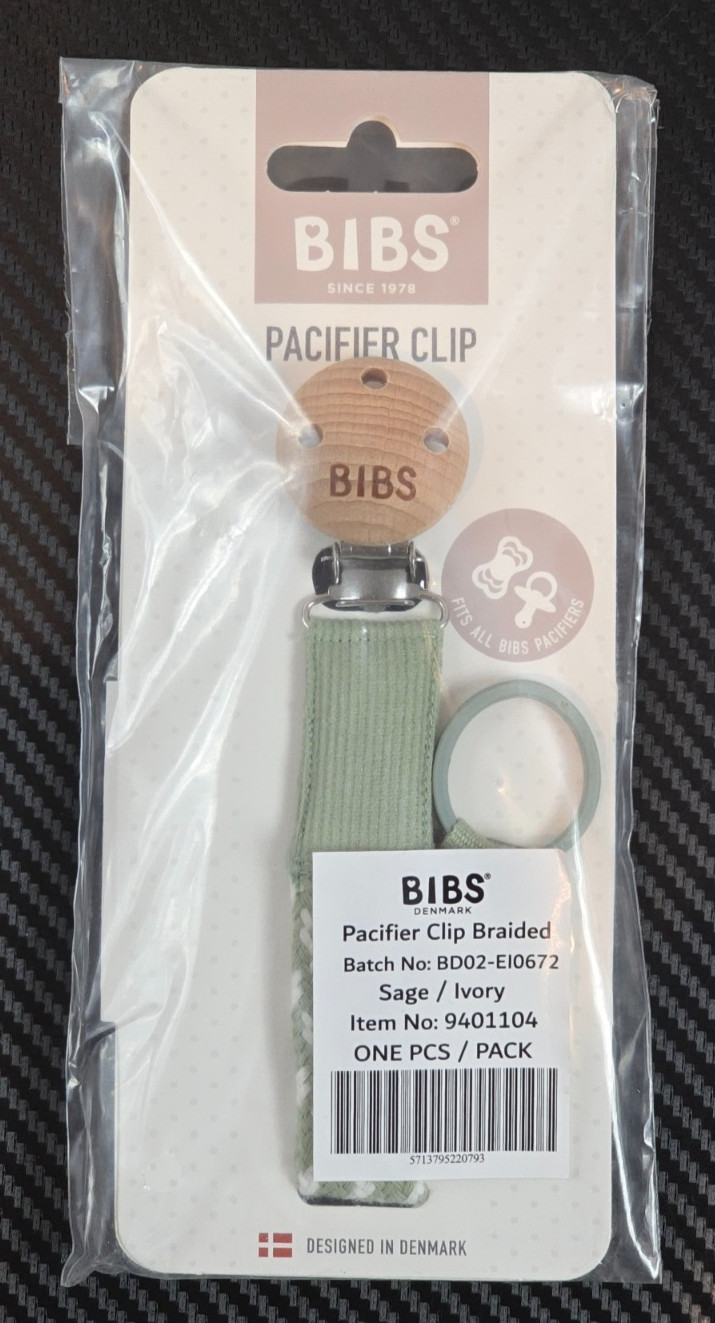 BIBS®
SINCE 1978
PACIFIER CLIP
BIBS
FITS ALL BIBS PACIFIERS
BIBS®
DENMARK
Pacifier Clip Braided
Batch No: BD02-EI0672
Sage / Ivory
Item No: 9401104
ONE PCS / PACK
5713795220793
DESIGNED IN DENMARK